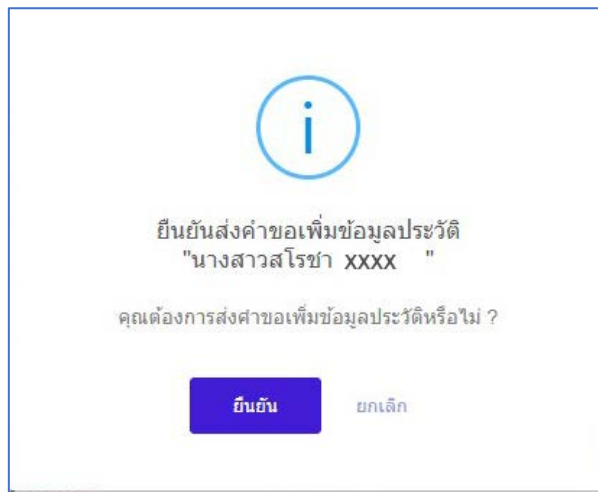 ยืนยันส่งคำขอเพิ่มข้อมูลประวัติ
"นางสาวสโรชา xxxx "
คุณต้องการส่งคำขอเพิ่มข้อมูลประวัติหรือไม่ ?
ยืนยัน ยกเลิก